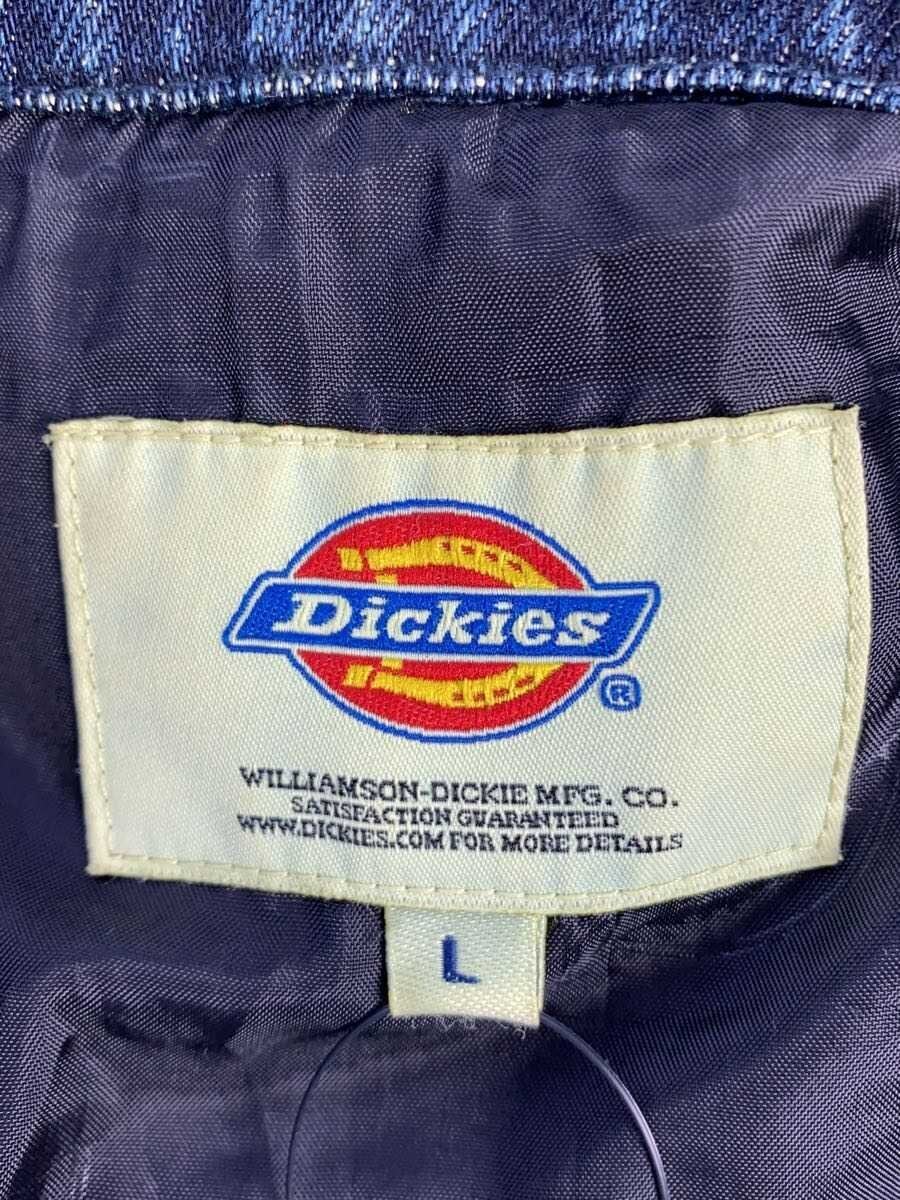 Dickies
®
WILLIAMSON-DICKIE MFG. CO.
SATISFACTION GUARANTEED
WWW.DICKIES.COM FOR MORE DETAILS
L